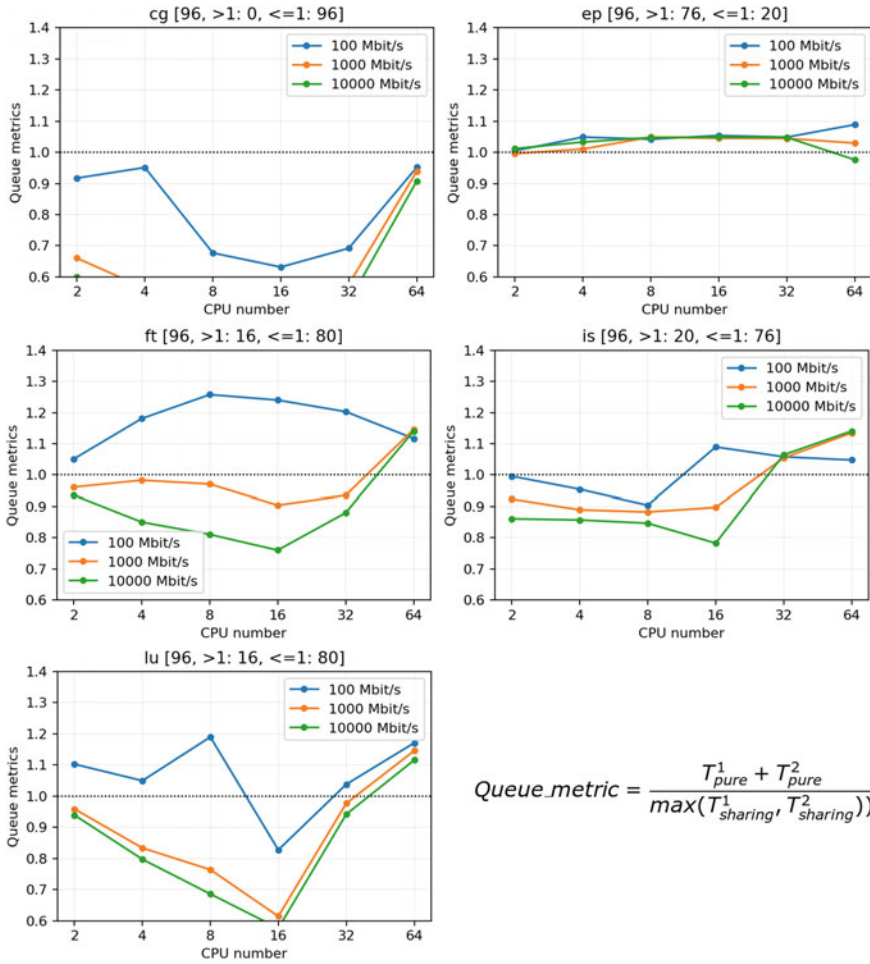 cg [96, >1: 0, <=1: 96]
1.4
1.3
1.2
1.1
1.0
0.9
0.8
0.7
0.6
Queue metrics
100 Mbit/s
1000 Mbit/s
10000 Mbit/s
2 4 8 16 32 64
CPU number
ep [96, >1: 76, <=1: 20]
1.4
1.3
1.2
1.1
1.0
0.9
0.8
0.7
0.6
Queue metrics
100 Mbit/s
1000 Mbit/s
10000 Mbit/s
2 4 8 16 32 64
CPU number
ft [96, >1: 16, <=1: 80]
1.4
1.3
1.2
1.1
1.0
0.9
0.8
0.7
0.6
Queue metrics
100 Mbit/s
1000 Mbit/s
10000 Mbit/s
2 4 8 16 32 64
CPU number
is [96, >1: 20, <=1: 76]
1.4
1.3
1.2
1.1
1.0
0.9
0.8
0.7
0.6
Queue metrics
100 Mbit/s
1000 Mbit/s
10000 Mbit/s
2 4 8 16 32 64
CPU number
lu [96, >1: 16, <=1: 80]
1.4
1.3
1.2
1.1
1.0
0.9
0.8
0.7
0.6
Queue metrics
100 Mbit/s
1000 Mbit/s
10000 Mbit/s
2 4 8 16 32 64
CPU number
Queue_metric = \frac{T^1_{pure} + T^2_{pure}}{max(T^1_{sharing}, T^2_{sharing}))}